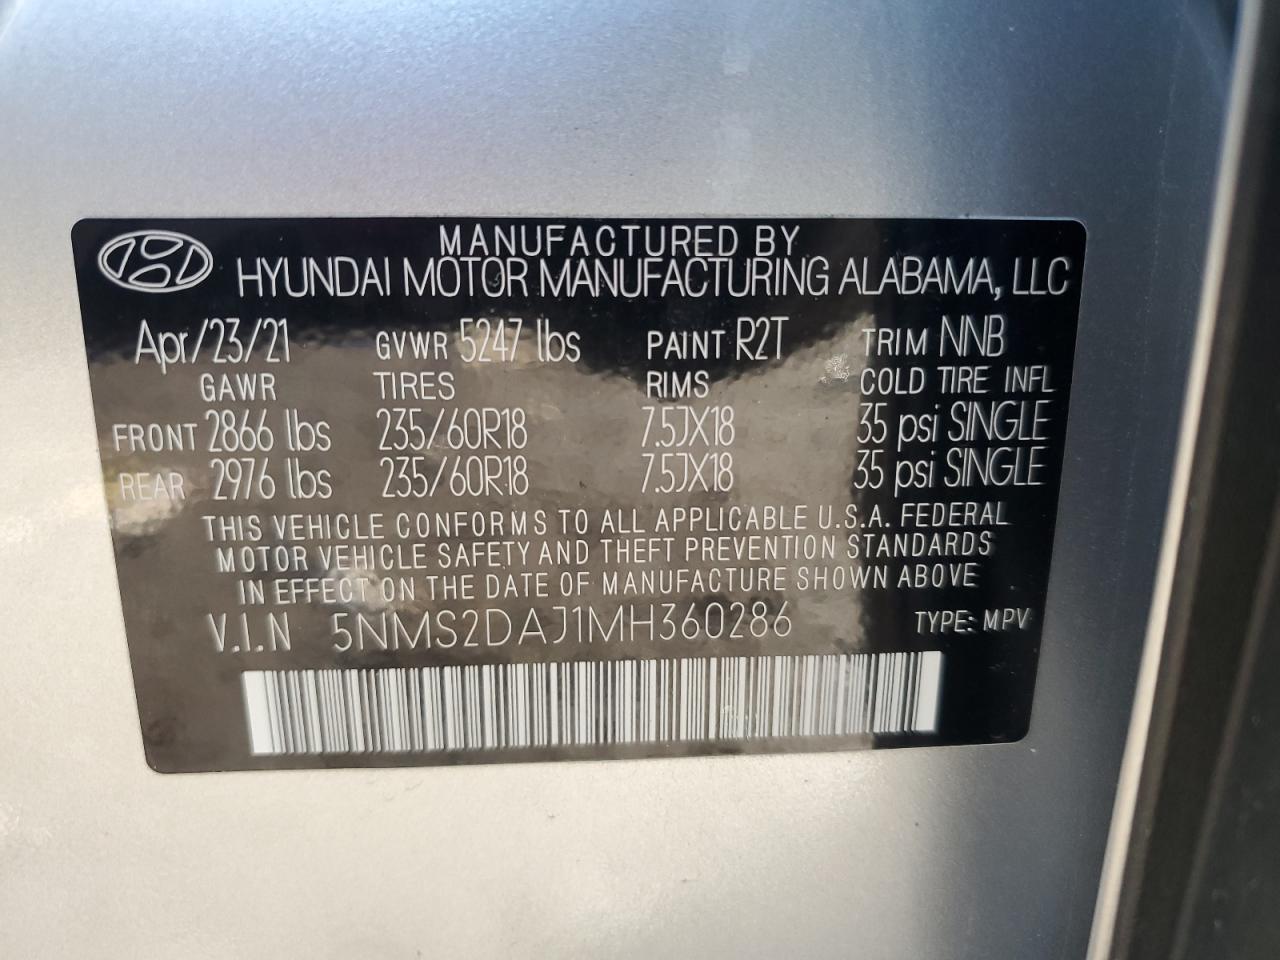 MANUFACTURED BY
HYUNDAI MOTOR MANUFACTURING ALABAMA, LLC
Apr/23/21 GVWR 5247 lbs PAINT R2T TRIM NNB
GAWR TIRES RIMS COLD TIRE INFL
FRONT 2866 lbs 235/60R18 7.5JX18 35 psi SINGLE
REAR 2976 lbs 235/60R18 7.5JX18 35 psi SINGLE
THIS VEHICLE CONFORMS TO ALL APPLICABLE U.S.A. FEDERAL
MOTOR VEHICLE SAFETY AND THEFT PREVENTION STANDARDS
IN EFFECT ON THE DATE OF MANUFACTURE SHOWN ABOVE
V.I.N 5NMS2DAJ1MH360286 TYPE: MPV